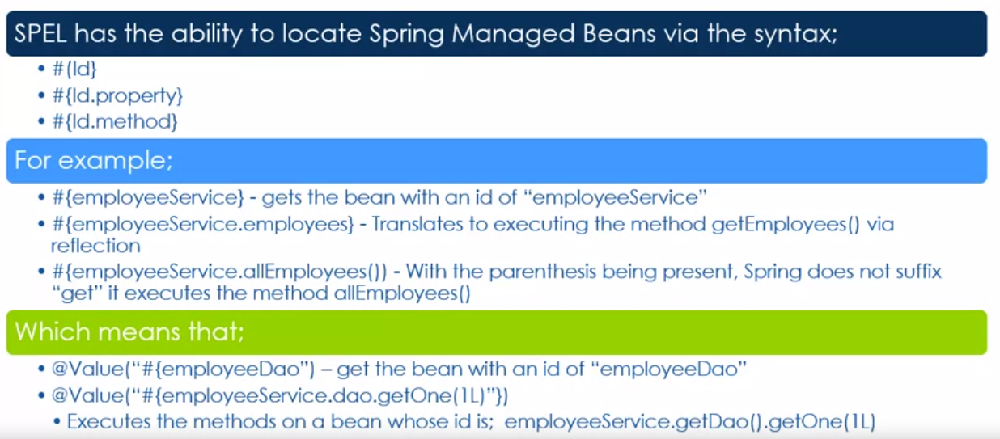 SPEL has the ability to locate Spring Managed Beans via the syntax;
• #(Id}
• #{Id.property}
• #{Id.method}
For example;
• #{employeeService} - gets the bean with an id of “employeeService”
• #{employeeService.employees} - Translates to executing the method getEmployees() via
reflection
• #{employeeService.allEmployees()) - With the parenthesis being present, Spring does not suffix
“get” it executes the method allEmployees()
Which means that;
• @Value(“#{employeeDao”) – get the bean with an id of “employeeDao”
• @Value(“#{employeeService.dao.getOne(1L)”})
• Executes the methods on a bean whose id is; employeeService.getDao().getOne(1L)